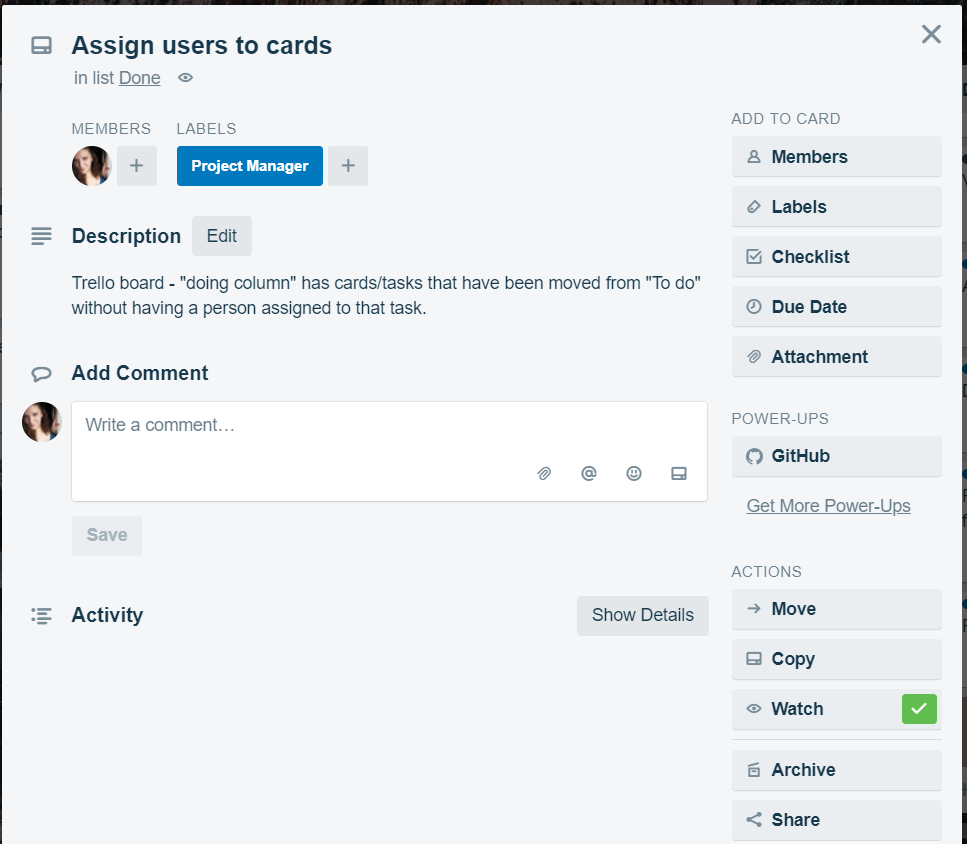 Assign users to cards
in list Done
MEMBERS LABELS
Project Manager
Description Edit
Trello board - "doing column" has cards/tasks that have been moved from "To do"
without having a person assigned to that task.
Add Comment
Write a comment…
Save
Activity Show Details
ADD TO CARD
Members
Labels
Checklist
Due Date
Attachment
POWER-UPS
GitHub
Get More Power-Ups
ACTIONS
Move
Copy
Watch
Archive
Share